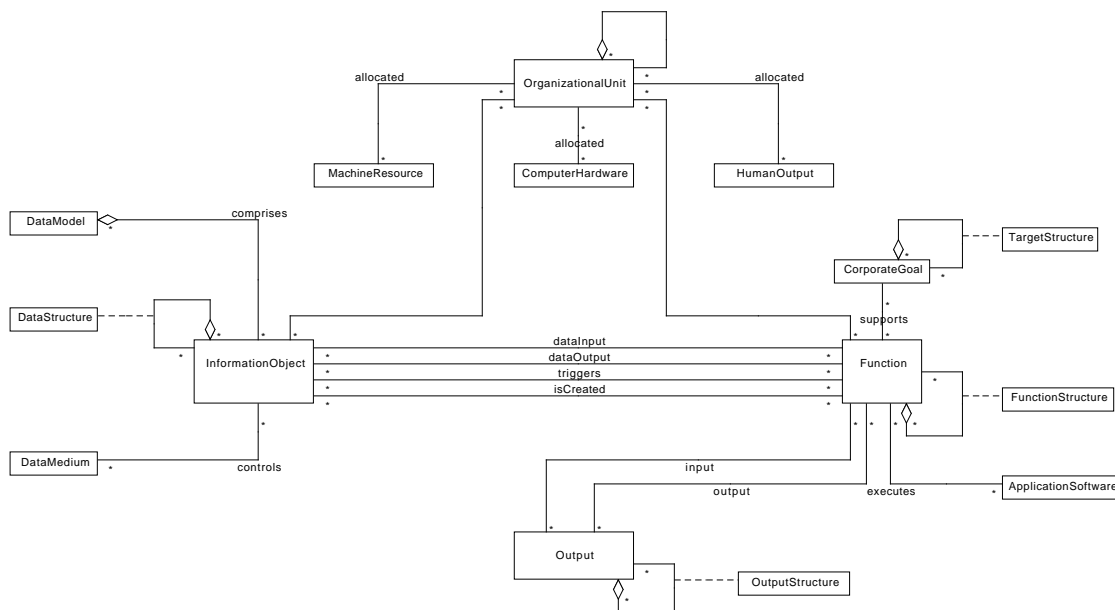 allocated
OrganizationalUnit
allocated
allocated
MachineResource
ComputerHardware
HumanOutput
DataModel
comprises
TargetStructure
CorporateGoal
DataStructure
supports
InformationObject
dataInput
dataOutput
triggers
isCreated
Function
FunctionStructure
DataMedium
controls
input
output
executes
ApplicationSoftware
Output
OutputStructure